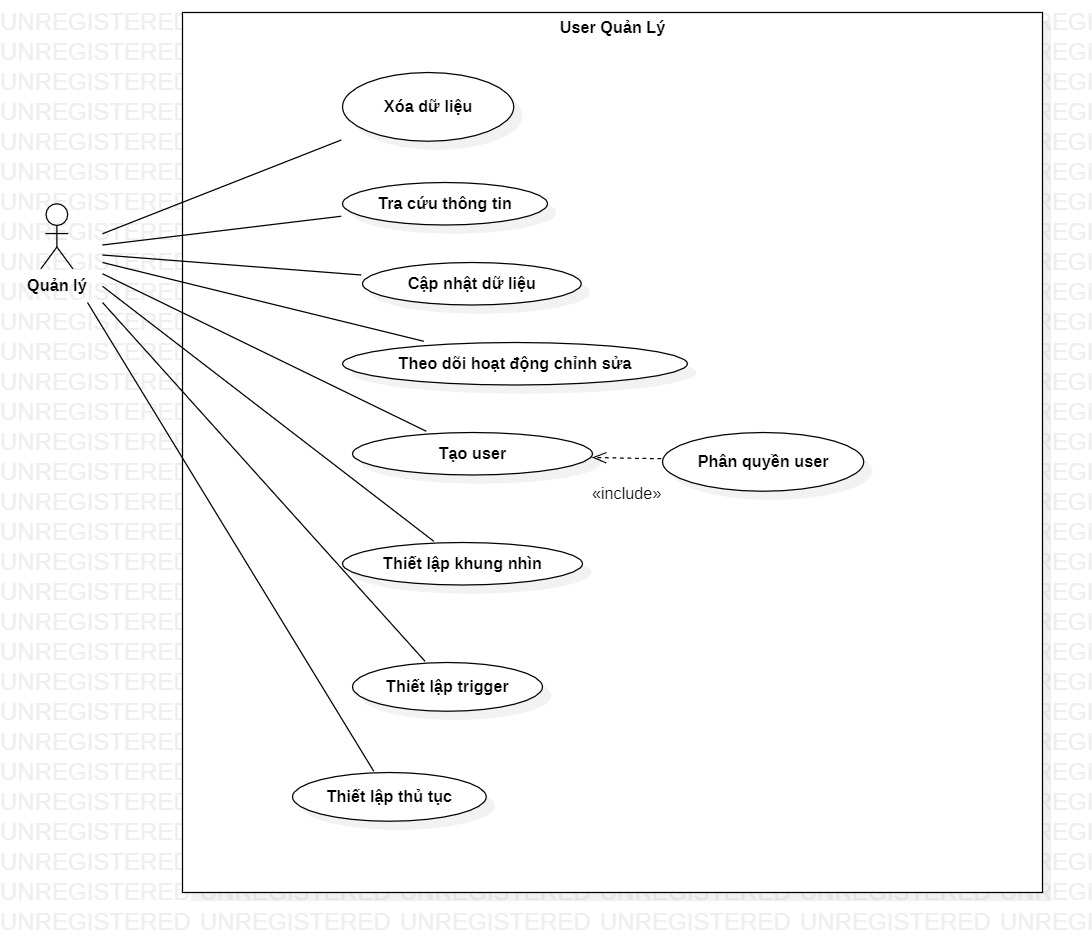 User Quản Lý
Xóa dữ liệu
Tra cứu thông tin
Quản lý
Cập nhật dữ liệu
Theo dõi hoạt động chỉnh sửa
Tạo user
Phân quyền user
«include»
Thiết lập khung nhìn
Thiết lập trigger
Thiết lập thủ tục
UNREGISTERED UNREGISTERED UNREGISTERED UNREGISTERED UNREGISTERED